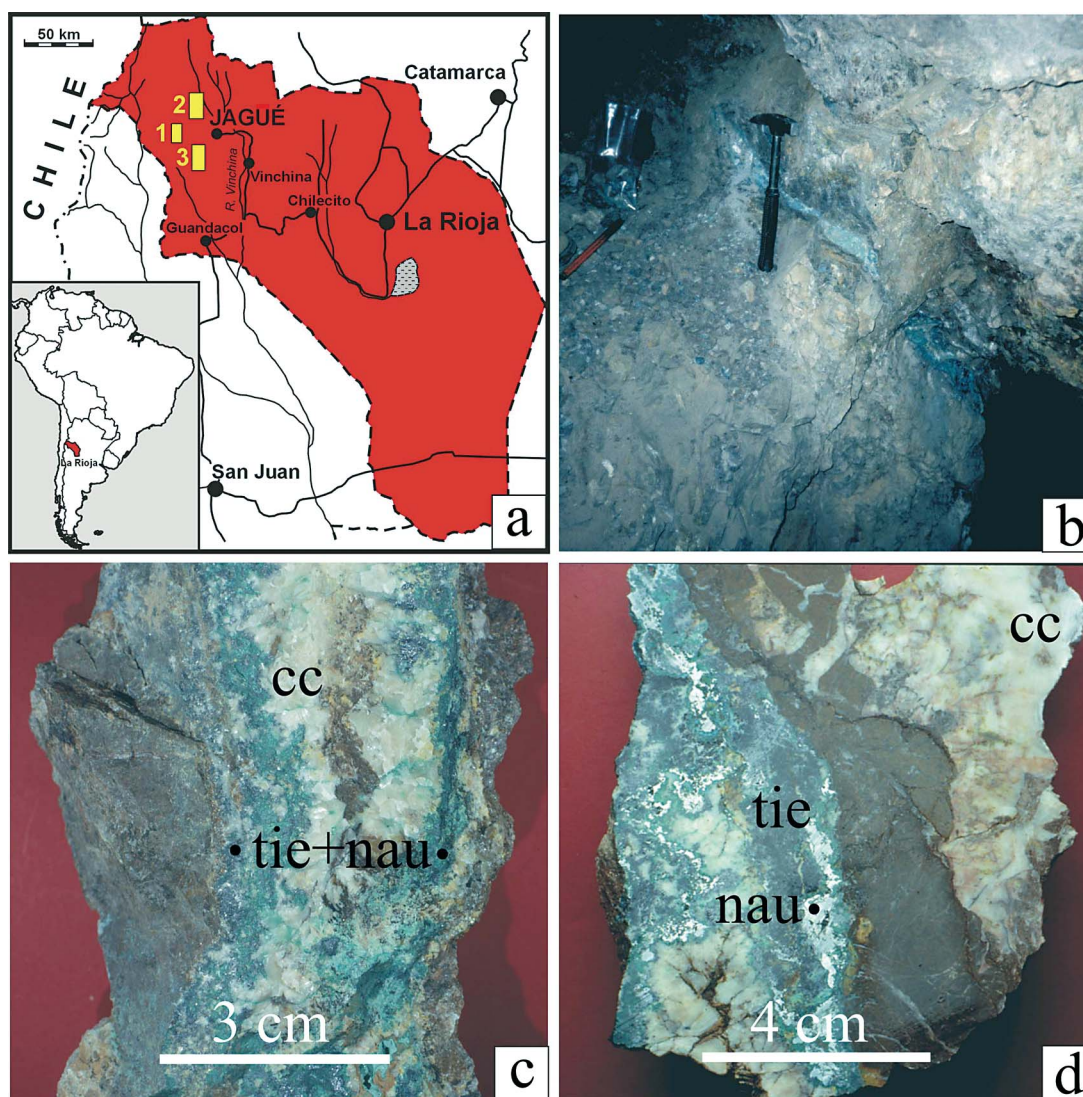 50 km
CHILE
Catamarca
2
JAGÜÉ
1
3
R. Vinchina
Vinchina
Chilecito
Guandacol
La Rioja
La Rioja
San Juan
a
b
cc
tie+nau
3 cm
c
cc
tie
nau
4 cm
d